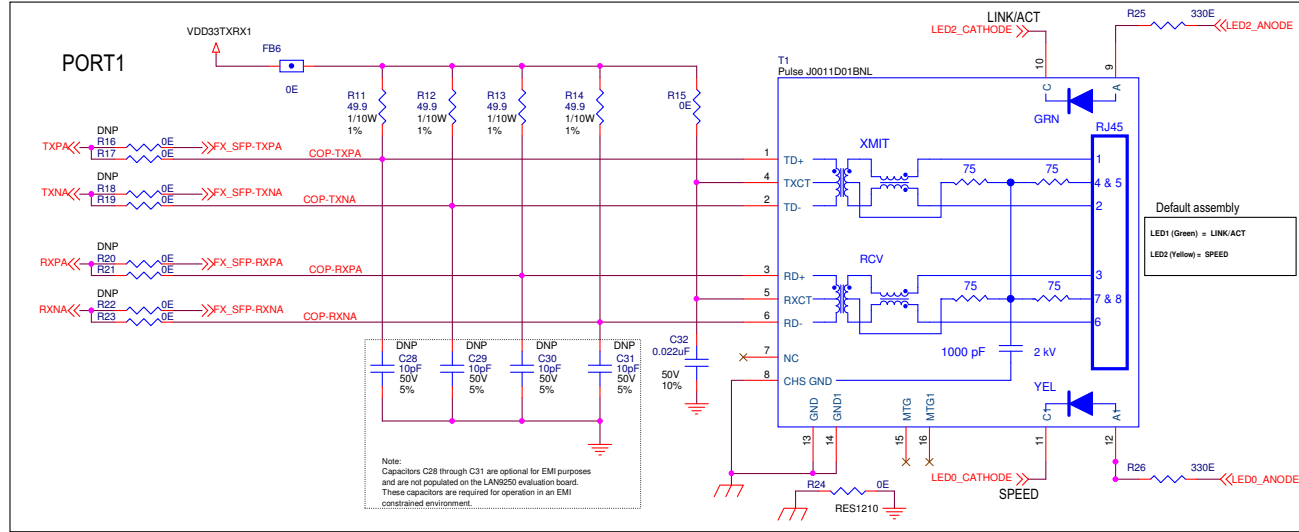 PORT1
VDD33TXRX1
FB6
0E
R11
49.9
1/10W
1%
R12
49.9
1/10W
1%
R13
49.9
1/10W
1%
R14
49.9
1/10W
1%
R15
0E
TXPA
DNP
R16
0E
FX_SFP-TXPA
R17
0E
COP-TXPA
TXNA
DNP
R18
0E
FX_SFP-TXNA
R19
0E
COP-TXNA
RXPA
DNP
R20
0E
FX_SFP-RXPA
R21
0E
COP-RXPA
RXNA
DNP
R22
0E
FX_SFP-RXNA
R23
0E
COP-RXNA
DNP
C28
10pF
50V
5%
DNP
C29
10pF
50V
5%
DNP
C30
10pF
50V
5%
DNP
C31
10pF
50V
5%
Note:
Capacitors C28 through C31 are optional for EMI purposes
and are not populated on the LAN9250 evaluation board.
These capacitors are required for operation in an EMI
constrained environment.
C32
0.022uF
50V
10%
T1
Pulse J0011D01BNL
1 TD+
4 TXCT
2 TD-
3 RD+
5 RXCT
6 RD-
7 NC
8 CHS GND
GND
13
GND1
14
MTG
15
MTG1
16
XMIT
RCV
75
75
75
75
1000 pF
2 kV
RJ45
1
4 & 5
2
3
7 & 8
6
LINK/ACT
LED2_CATHODE
10
C
GRN
A
9
R25
330E
LED2_ANODE
YEL
C1
11
A1
12
LED0_CATHODE
SPEED
R26
330E
LED0_ANODE
R24
0E
RES1210
Default assembly
LED1 (Green) = LINK/ACT
LED2 (Yellow) = SPEED